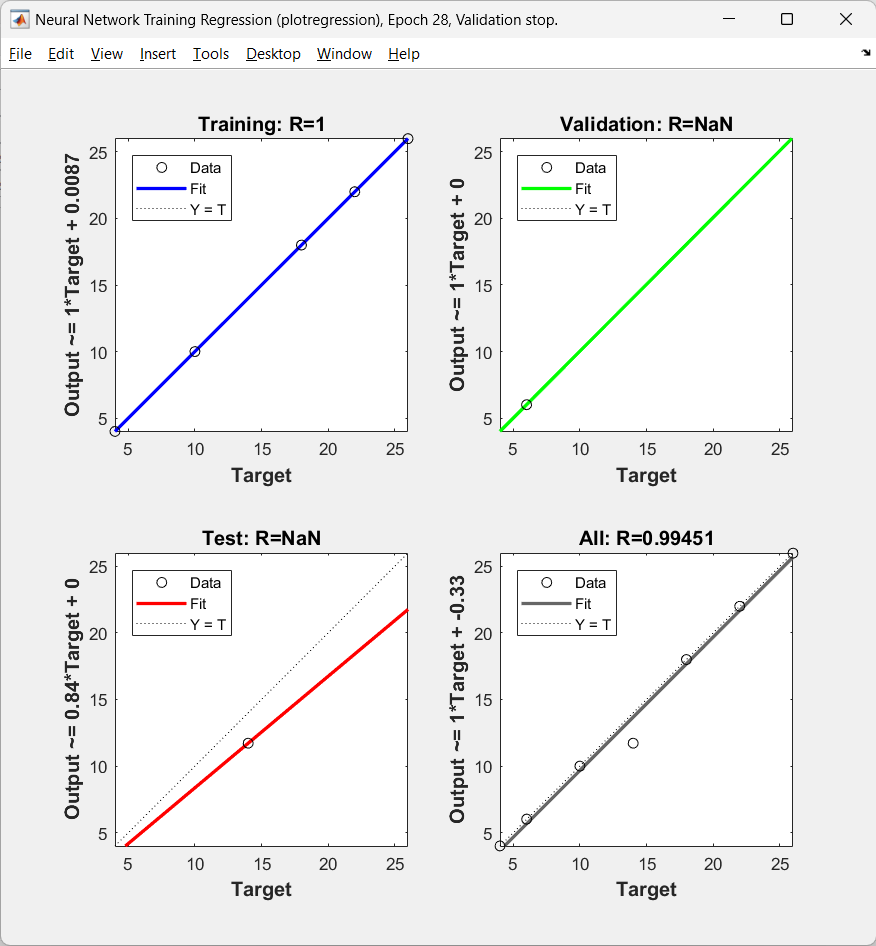 Neural Network Training Regression (plotregression), Epoch 28, Validation stop.
File Edit View Insert Tools Desktop Window Help
Training: R=1
Output ~= 1*Target + 0.0087
Data
Fit
Y = T
25
20
15
10
5
5 10 15 20 25
Target
Validation: R=NaN
Output ~= 1*Target + 0
Data
Fit
Y = T
25
20
15
10
5
5 10 15 20 25
Target
Test: R=NaN
Output ~= 0.84*Target + 0
Data
Fit
Y = T
25
20
15
10
5
5 10 15 20 25
Target
All: R=0.99451
Output ~= 1*Target + -0.33
Data
Fit
Y = T
25
20
15
10
5
5 10 15 20 25
Target